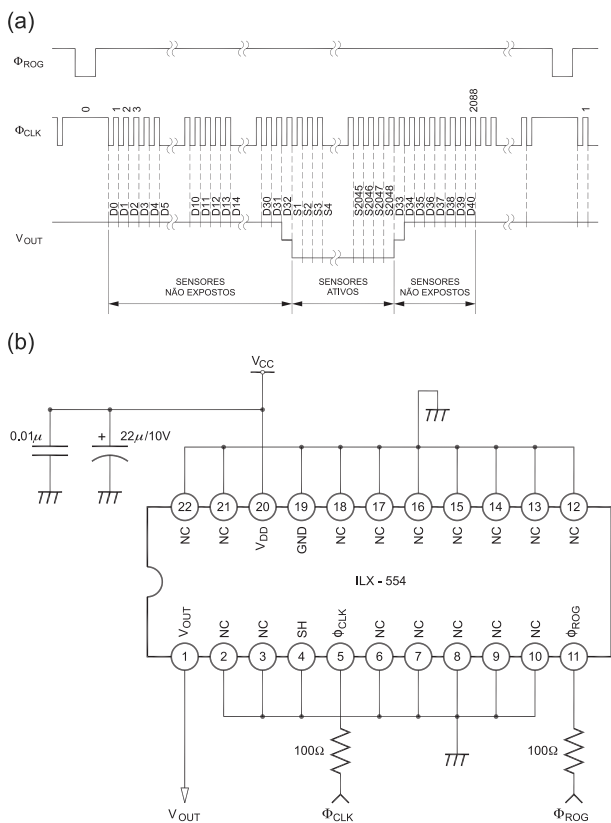 (a)
ΦROG
0 1 2 3 2088 1
ΦCLK
D0 D1 D2 D3 D4 D5 D10 D11 D12 D13 D14 D30 D31 D32 S1 S2 S3 S4 S2045 S2046 S2047 S2048 D33 D34 D35 D36 D37 D38 D39 D40
VOUT
SENSORES NÃO EXPOSTOS
SENSORES ATIVOS
SENSORES NÃO EXPOSTOS
(b)
VCC
0.01μ + 22μ/10V
22 21 20 19 18 17 16 15 14 13 12
NC NC VDD GND NC NC NC NC NC NC NC
ILX - 554
VOUT NC NC SH ϕCLK NC NC NC NC NC ϕROG
1 2 3 4 5 6 7 8 9 10 11
100Ω 100Ω
VOUT ΦCLK ΦROG